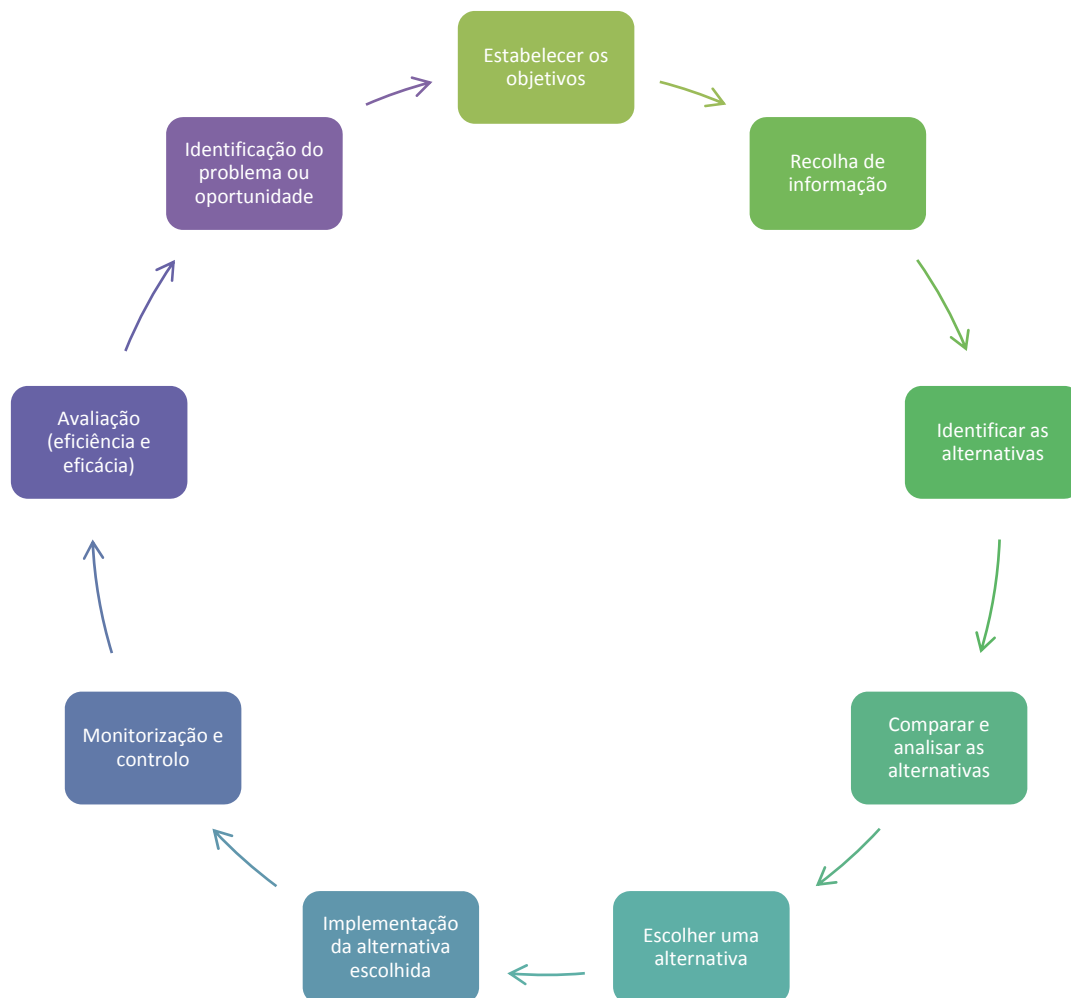 Estabelecer os
objetivos
Recolha de
informação
Identificar as
alternativas
Comparar e
analisar as
alternativas
Escolher uma
alternativa
Implementação
da alternativa
escolhida
Monitorização e
controlo
Avaliação
(eficiência e
eficácia)
Identificação do
problema ou
oportunidade